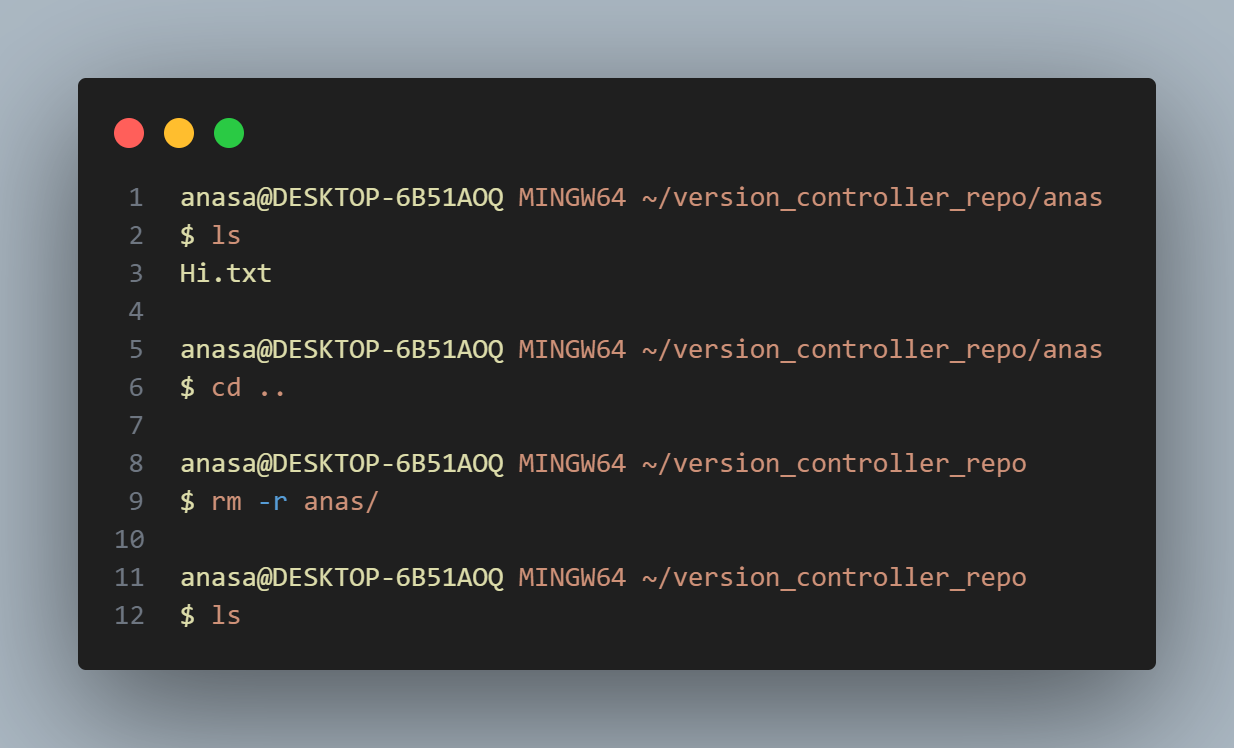 1 anasa@DESKTOP-6B51AOQ MINGW64 ~/version_controller_repo/anas
2 $ ls
3 Hi.txt
4
5 anasa@DESKTOP-6B51AOQ MINGW64 ~/version_controller_repo/anas
6 $ cd ..
7
8 anasa@DESKTOP-6B51AOQ MINGW64 ~/version_controller_repo
9 $ rm -r anas/
10
11 anasa@DESKTOP-6B51AOQ MINGW64 ~/version_controller_repo
12 $ ls